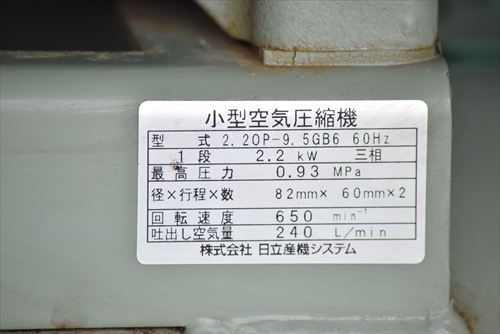 小型空気圧縮機
型 式 2.2OP-9.5GB6 60Hz
1段 2.2 kW 三相
最高圧力 0.93 MPa
径×行程×数 82mm× 60mm×2
回転速度 650 min⁻¹
吐出し空気量 240 L/min
株式会社 日立産機システム